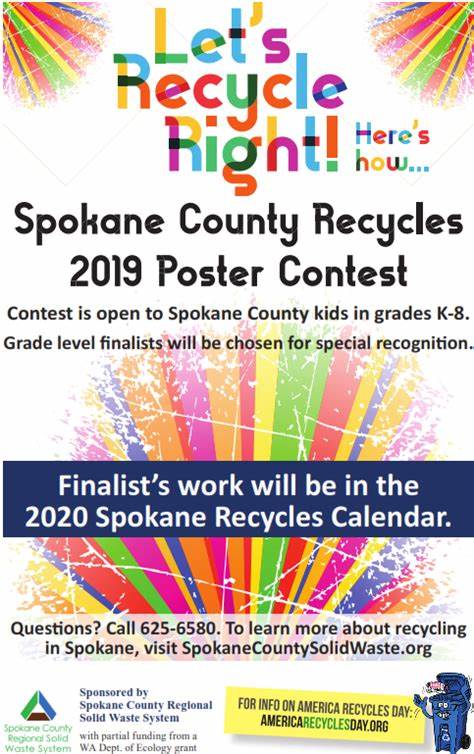 Let's
Recycle
Right!
Here's
how...
Spokane County Recycles
2019 Poster Contest
Contest is open to Spokane County kids in grades K-8.
Grade level finalists will be chosen for special recognition..
Finalist's work will be in the
2020 Spokane Recycles Calendar.
Questions? Call 625-6580. To learn more about recycling
in Spokane, visit SpokaneCountySolidWaste.org
Spokane County
Regional Solid
Waste System
Sponsored by
Spokane County Regional
Solid Waste System
with partial funding from a
WA Dept. of Ecology grant
FOR INFO ON AMERICA RECYCLES DAY:
AMERICARECYCLESDAY.ORG